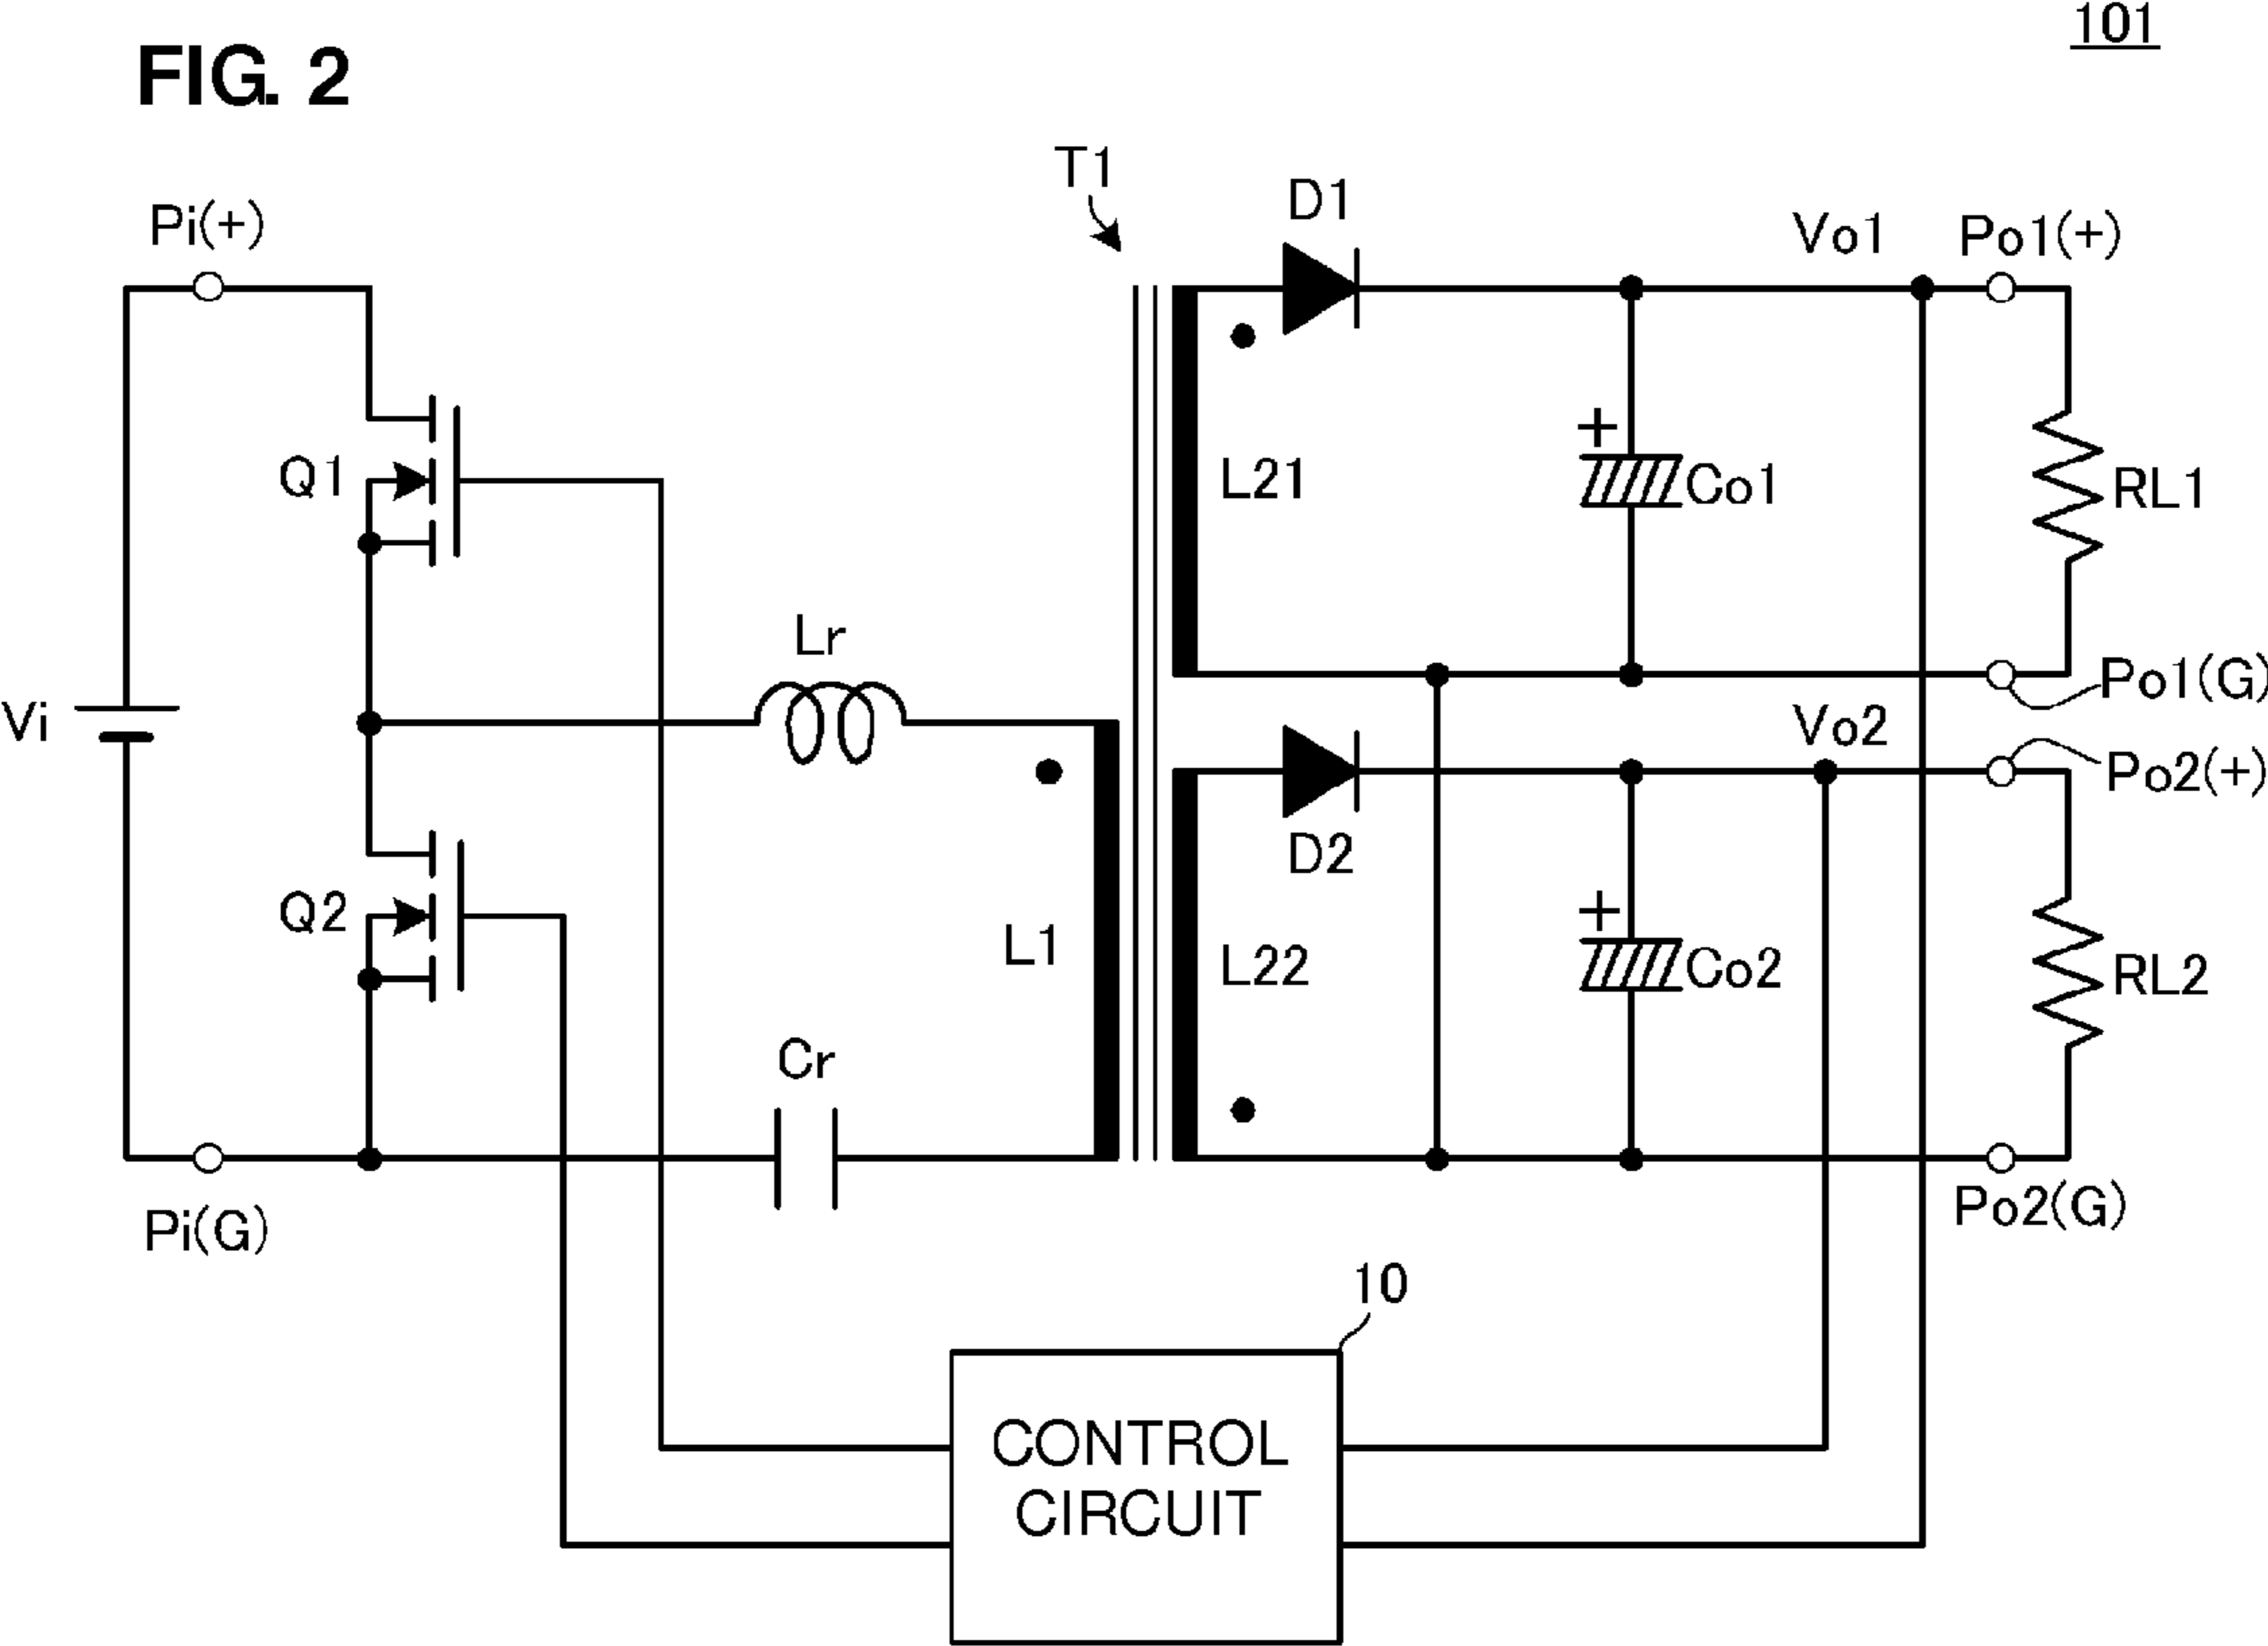 101
FIG. 2
T1
D1
Pi(+)
Vo1
Po1(+)
Q1
L21
+
Co1
RL1
Lr
Po1(G)
Vi
Vo2
Po2(+)
D2
Q2
L1
L22
+
Co2
RL2
Cr
Pi(G)
Po2(G)
10
CONTROL
CIRCUIT